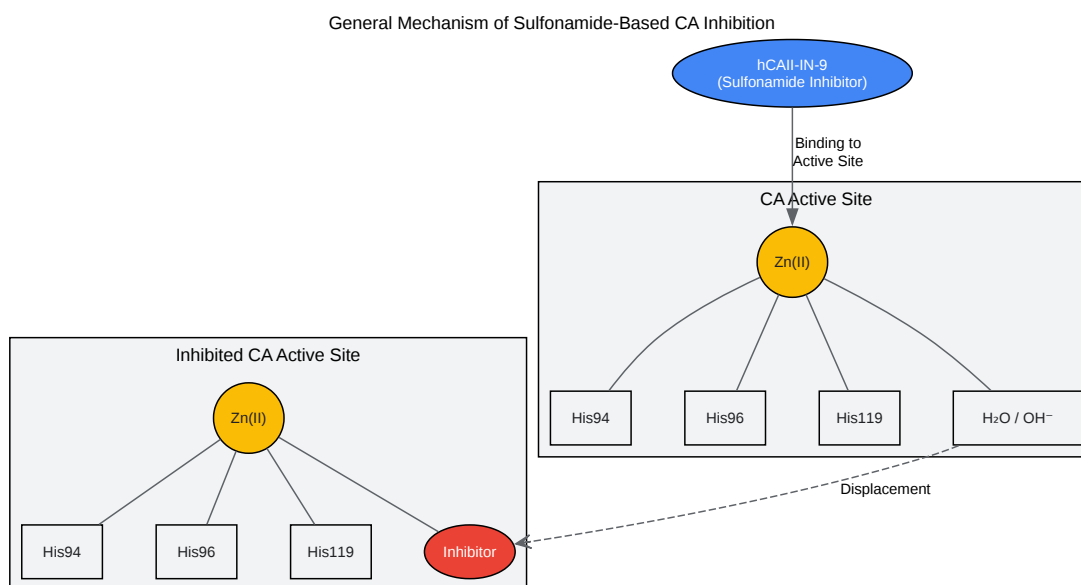 General Mechanism of Sulfonamide-Based CA Inhibition
hCAII-IN-9
(Sulfonamide Inhibitor)
Binding to
Active Site
CA Active Site
Zn(II)
His94
His96
His119
H₂O / OH⁻
Displacement
Inhibited CA Active Site
Zn(II)
His94
His96
His119
Inhibitor